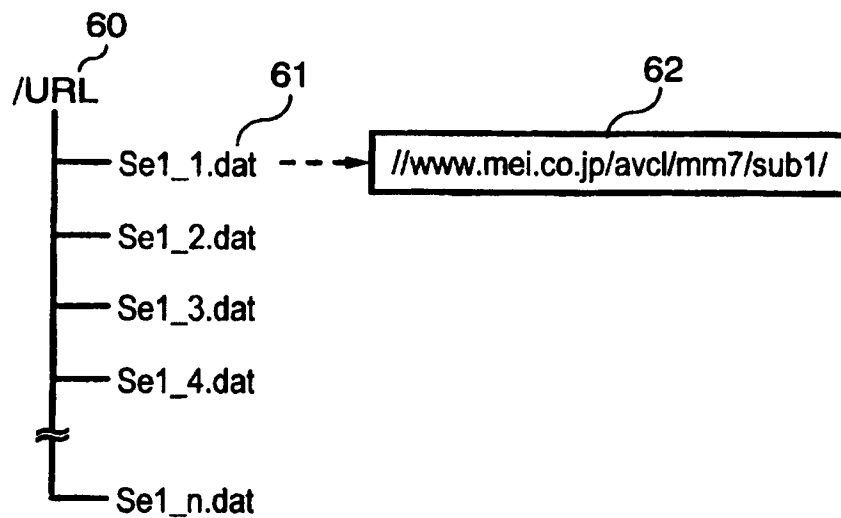 60
/URL
61
62
Se1_1.dat
//www.mei.co.jp/avcl/mm7/sub1/
Se1_2.dat
Se1_3.dat
Se1_4.dat
Se1_n.dat